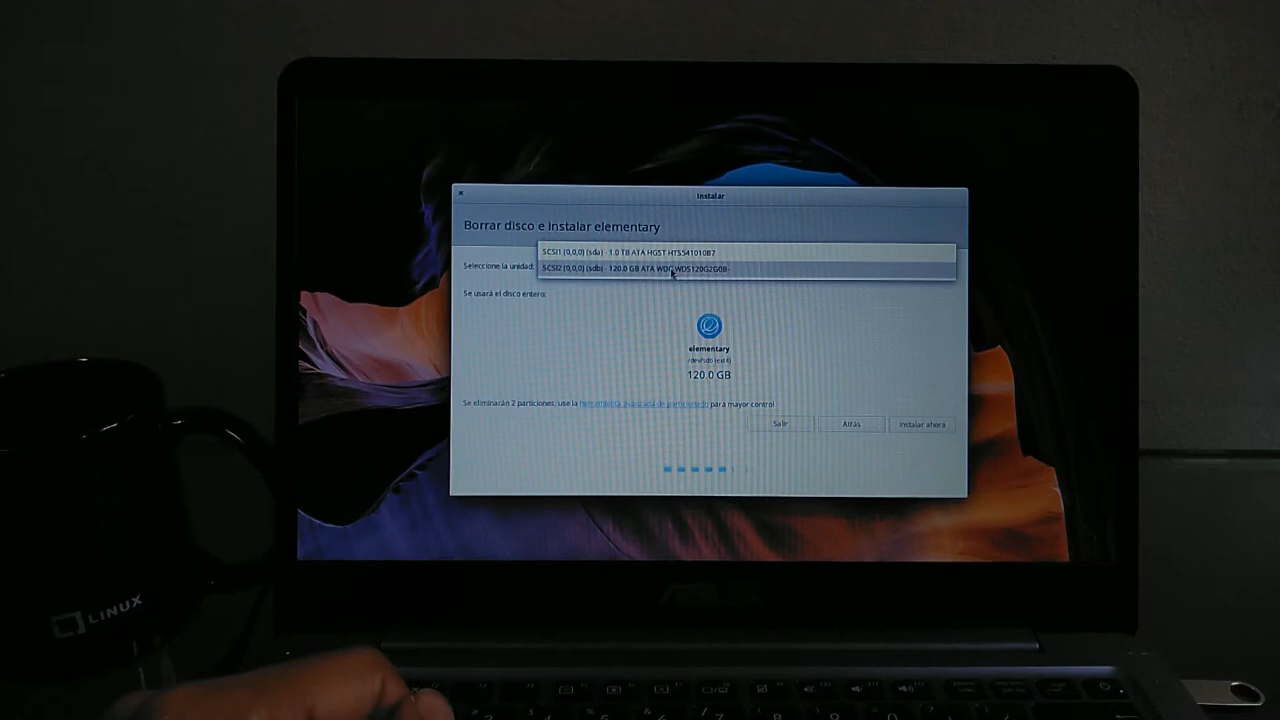 Instalar
Borrar disco e instalar elementary
SCSI1 (0,0,0) (sda) - 1.0 TB ATA HGST HTS541010B7
Seleccione la unidad:
SCSI2 (0,0,0) (sdb) - 120.0 GB ATA WDC WDS120G2G0B-
Se usará el disco entero:
elementary
/dev/sdb (ext4)
120.0 GB
Se eliminarán 2 particiones; use la herramienta avanzada de particionado para mayor control
Salir
Atrás
Instalar ahora
ASUS
LINUX